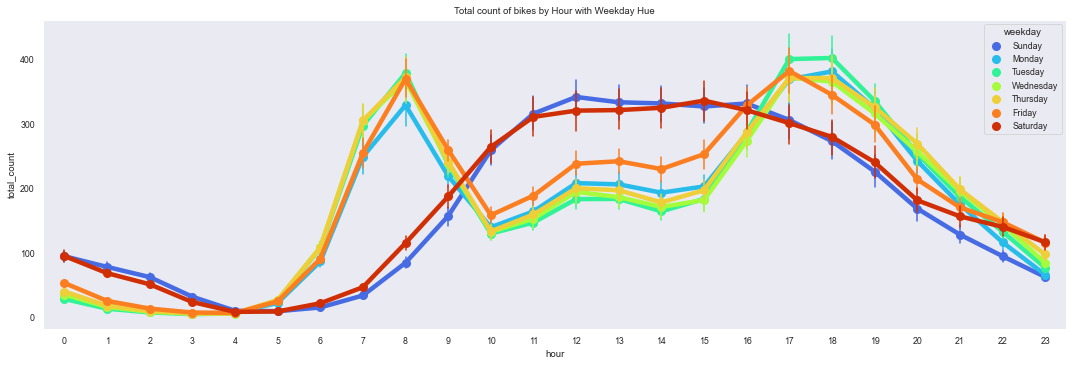 Total count of bikes by Hour with Weekday Hue
weekday
Sunday
Monday
Tuesday
Wednesday
Thursday
Friday
Saturday
total_count
400
300
200
100
0
0 1 2 3 4 5 6 7 8 9 10 11 12 13 14 15 16 17 18 19 20 21 22 23
hour